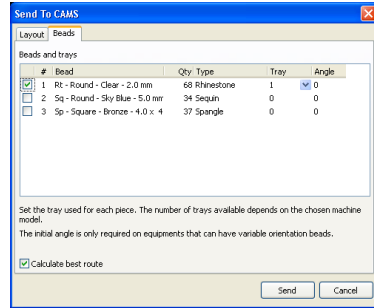 Send To CAMS
Layout Beads
Beads and trays
# Bead Qty Type Tray Angle
1 Rt - Round - Clear - 2.0 mm 68 Rhinestone 1 0
2 Sq - Round - Sky Blue - 5.0 mm 34 Sequin 0 0
3 Sp - Square - Bronze - 4.0 x 4 37 Spangle 0 0
Set the tray used for each piece. The number of trays available depends on the chosen machine
model.
The initial angle is only required on equipments that can have variable orientation beads.
Calculate best route
Send Cancel